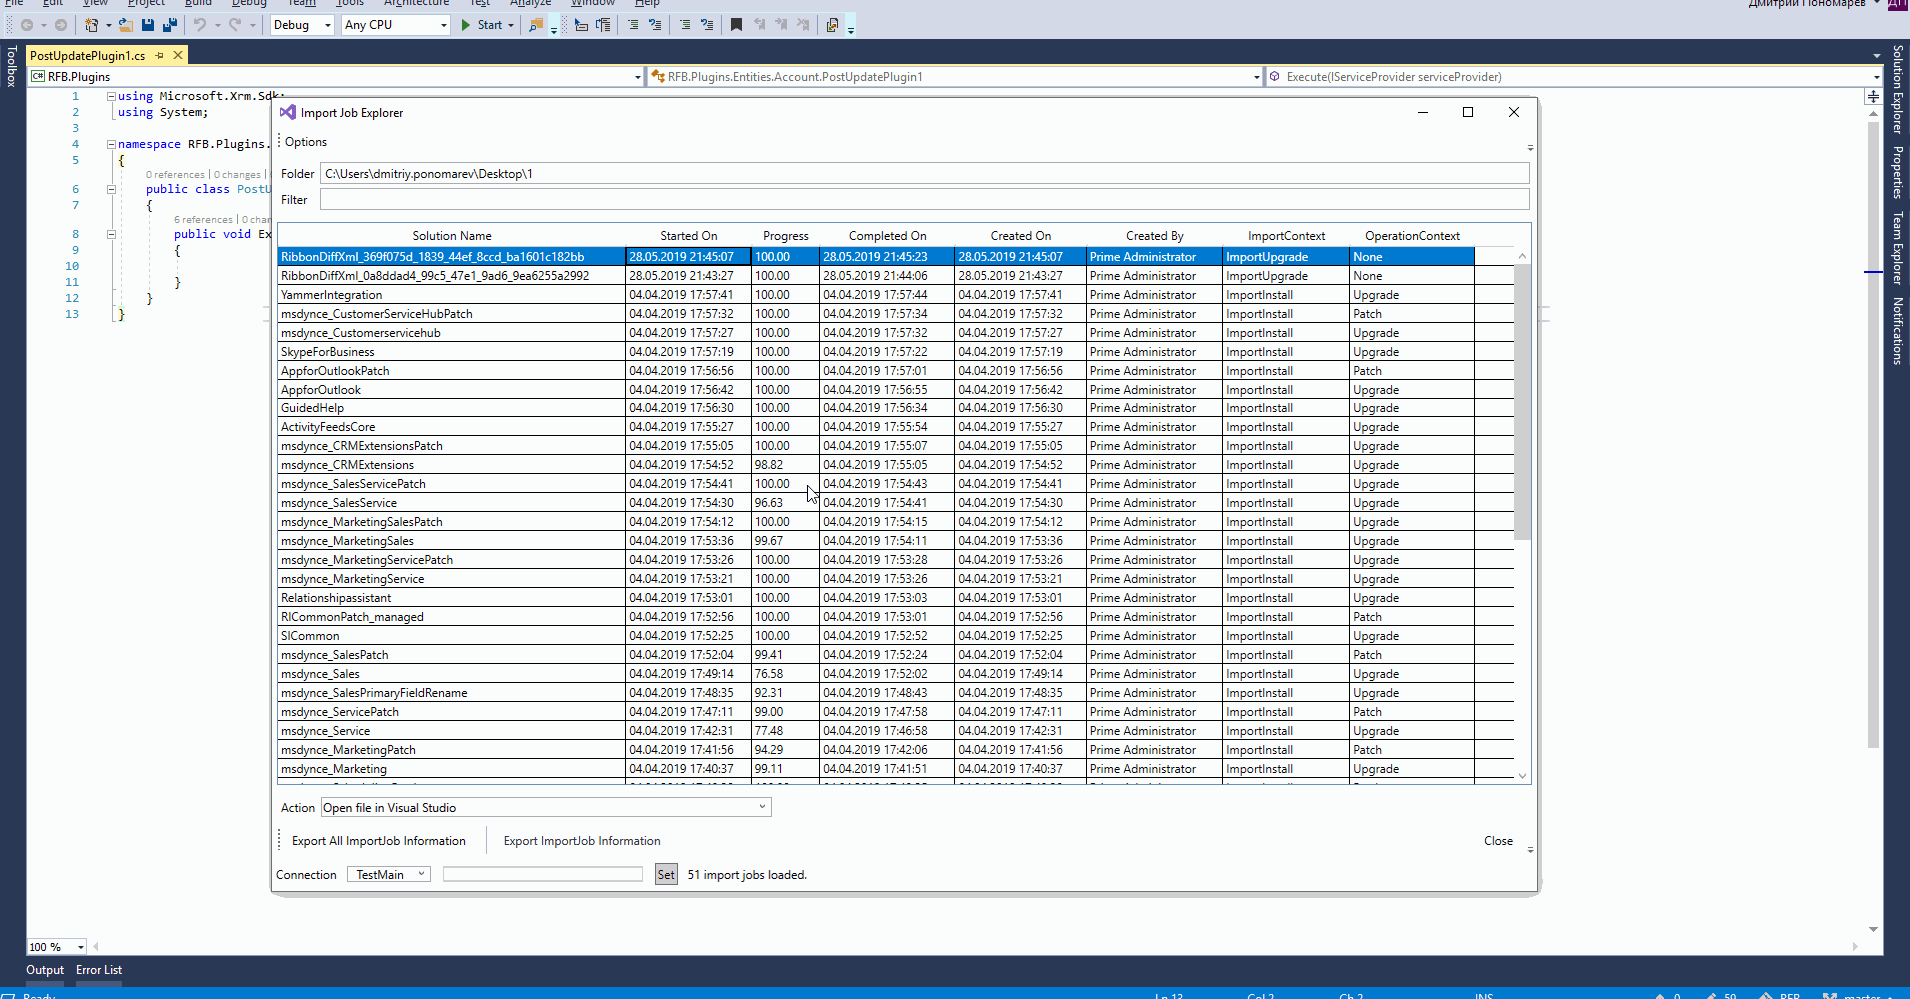 File Edit View Project Build Debug Team Tools Architecture Test Analyze Window Help Дмитрий Пономарев ДП
Debug Any CPU Start
PostUpdatePlugin1.cs
C# RFB.Plugins RFB.Plugins.Entities.Account.PostUpdatePlugin1 Execute(IServiceProvider serviceProvider)
Toolbox
Solution Explorer
Properties
Team Explorer
Notifications
1 using Microsoft.Xrm.Sdk;
2 using System;
3
4 namespace RFB.Plugins.
5 {
0 references | 0 changes |
6 public class PostU
7 {
6 references | 0 chan
8 public void Ex
9 {
10
11 }
12 }
13 }
Import Job Explorer
Options
Folder C:\Users\dmitriy.ponomarev\Desktop\1
Filter
Solution Name Started On Progress Completed On Created On Created By ImportContext OperationContext
RibbonDiffXml_369f075d_1839_44ef_8ccd_ba1601c182bb 28.05.2019 21:45:07 100.00 28.05.2019 21:45:23 28.05.2019 21:45:07 Prime Administrator ImportUpgrade None
RibbonDiffXml_0a8ddad4_99c5_47e1_9ad6_9ea6255a2992 28.05.2019 21:43:27 100.00 28.05.2019 21:44:06 28.05.2019 21:43:27 Prime Administrator ImportUpgrade None
YammerIntegration 04.04.2019 17:57:41 100.00 04.04.2019 17:57:44 04.04.2019 17:57:41 Prime Administrator ImportInstall Upgrade
msdynce_CustomerServiceHubPatch 04.04.2019 17:57:32 100.00 04.04.2019 17:57:34 04.04.2019 17:57:32 Prime Administrator ImportInstall Patch
msdynce_Customerservicehub 04.04.2019 17:57:27 100.00 04.04.2019 17:57:32 04.04.2019 17:57:27 Prime Administrator ImportInstall Upgrade
SkypeForBusiness 04.04.2019 17:57:19 100.00 04.04.2019 17:57:22 04.04.2019 17:57:19 Prime Administrator ImportInstall Upgrade
AppforOutlookPatch 04.04.2019 17:56:56 100.00 04.04.2019 17:57:01 04.04.2019 17:56:56 Prime Administrator ImportInstall Patch
AppforOutlook 04.04.2019 17:56:42 100.00 04.04.2019 17:56:55 04.04.2019 17:56:42 Prime Administrator ImportInstall Upgrade
GuidedHelp 04.04.2019 17:56:30 100.00 04.04.2019 17:56:34 04.04.2019 17:56:30 Prime Administrator ImportInstall Upgrade
ActivityFeedsCore 04.04.2019 17:55:27 100.00 04.04.2019 17:55:54 04.04.2019 17:55:27 Prime Administrator ImportInstall Upgrade
msdynce_CRMExtensionsPatch 04.04.2019 17:55:05 100.00 04.04.2019 17:55:07 04.04.2019 17:55:05 Prime Administrator ImportInstall Upgrade
msdynce_CRMExtensions 04.04.2019 17:54:52 98.82 04.04.2019 17:55:05 04.04.2019 17:54:52 Prime Administrator ImportInstall Upgrade
msdynce_SalesServicePatch 04.04.2019 17:54:41 100.00 04.04.2019 17:54:43 04.04.2019 17:54:41 Prime Administrator ImportInstall Upgrade
msdynce_SalesService 04.04.2019 17:54:30 96.63 04.04.2019 17:54:41 04.04.2019 17:54:30 Prime Administrator ImportInstall Upgrade
msdynce_MarketingSalesPatch 04.04.2019 17:54:12 100.00 04.04.2019 17:54:15 04.04.2019 17:54:12 Prime Administrator ImportInstall Upgrade
msdynce_MarketingSales 04.04.2019 17:53:36 99.67 04.04.2019 17:54:11 04.04.2019 17:53:36 Prime Administrator ImportInstall Upgrade
msdynce_MarketingServicePatch 04.04.2019 17:53:26 100.00 04.04.2019 17:53:28 04.04.2019 17:53:26 Prime Administrator ImportInstall Upgrade
msdynce_MarketingService 04.04.2019 17:53:21 100.00 04.04.2019 17:53:26 04.04.2019 17:53:21 Prime Administrator ImportInstall Upgrade
Relationshipassistant 04.04.2019 17:53:01 100.00 04.04.2019 17:53:03 04.04.2019 17:53:01 Prime Administrator ImportInstall Upgrade
RICommonPatch_managed 04.04.2019 17:52:56 100.00 04.04.2019 17:53:01 04.04.2019 17:52:56 Prime Administrator ImportInstall Patch
SICommon 04.04.2019 17:52:25 100.00 04.04.2019 17:52:52 04.04.2019 17:52:25 Prime Administrator ImportInstall Upgrade
msdynce_SalesPatch 04.04.2019 17:52:04 99.41 04.04.2019 17:52:24 04.04.2019 17:52:04 Prime Administrator ImportInstall Patch
msdynce_Sales 04.04.2019 17:49:14 76.58 04.04.2019 17:52:02 04.04.2019 17:49:14 Prime Administrator ImportInstall Upgrade
msdynce_SalesPrimaryFieldRename 04.04.2019 17:48:35 92.31 04.04.2019 17:48:43 04.04.2019 17:48:35 Prime Administrator ImportInstall Upgrade
msdynce_ServicePatch 04.04.2019 17:47:11 99.00 04.04.2019 17:47:58 04.04.2019 17:47:11 Prime Administrator ImportInstall Patch
msdynce_Service 04.04.2019 17:42:31 77.48 04.04.2019 17:46:58 04.04.2019 17:42:31 Prime Administrator ImportInstall Upgrade
msdynce_MarketingPatch 04.04.2019 17:41:56 94.29 04.04.2019 17:42:06 04.04.2019 17:41:56 Prime Administrator ImportInstall Patch
msdynce_Marketing 04.04.2019 17:40:37 99.11 04.04.2019 17:41:51 04.04.2019 17:40:37 Prime Administrator ImportInstall Upgrade
Action Open file in Visual Studio
Export All ImportJob Information Export ImportJob Information Close
Connection TestMain Set 51 import jobs loaded.
100 %
Output Error List
Ready Ln 13 Col 2 Ch 2 INS 0 59 RFB master